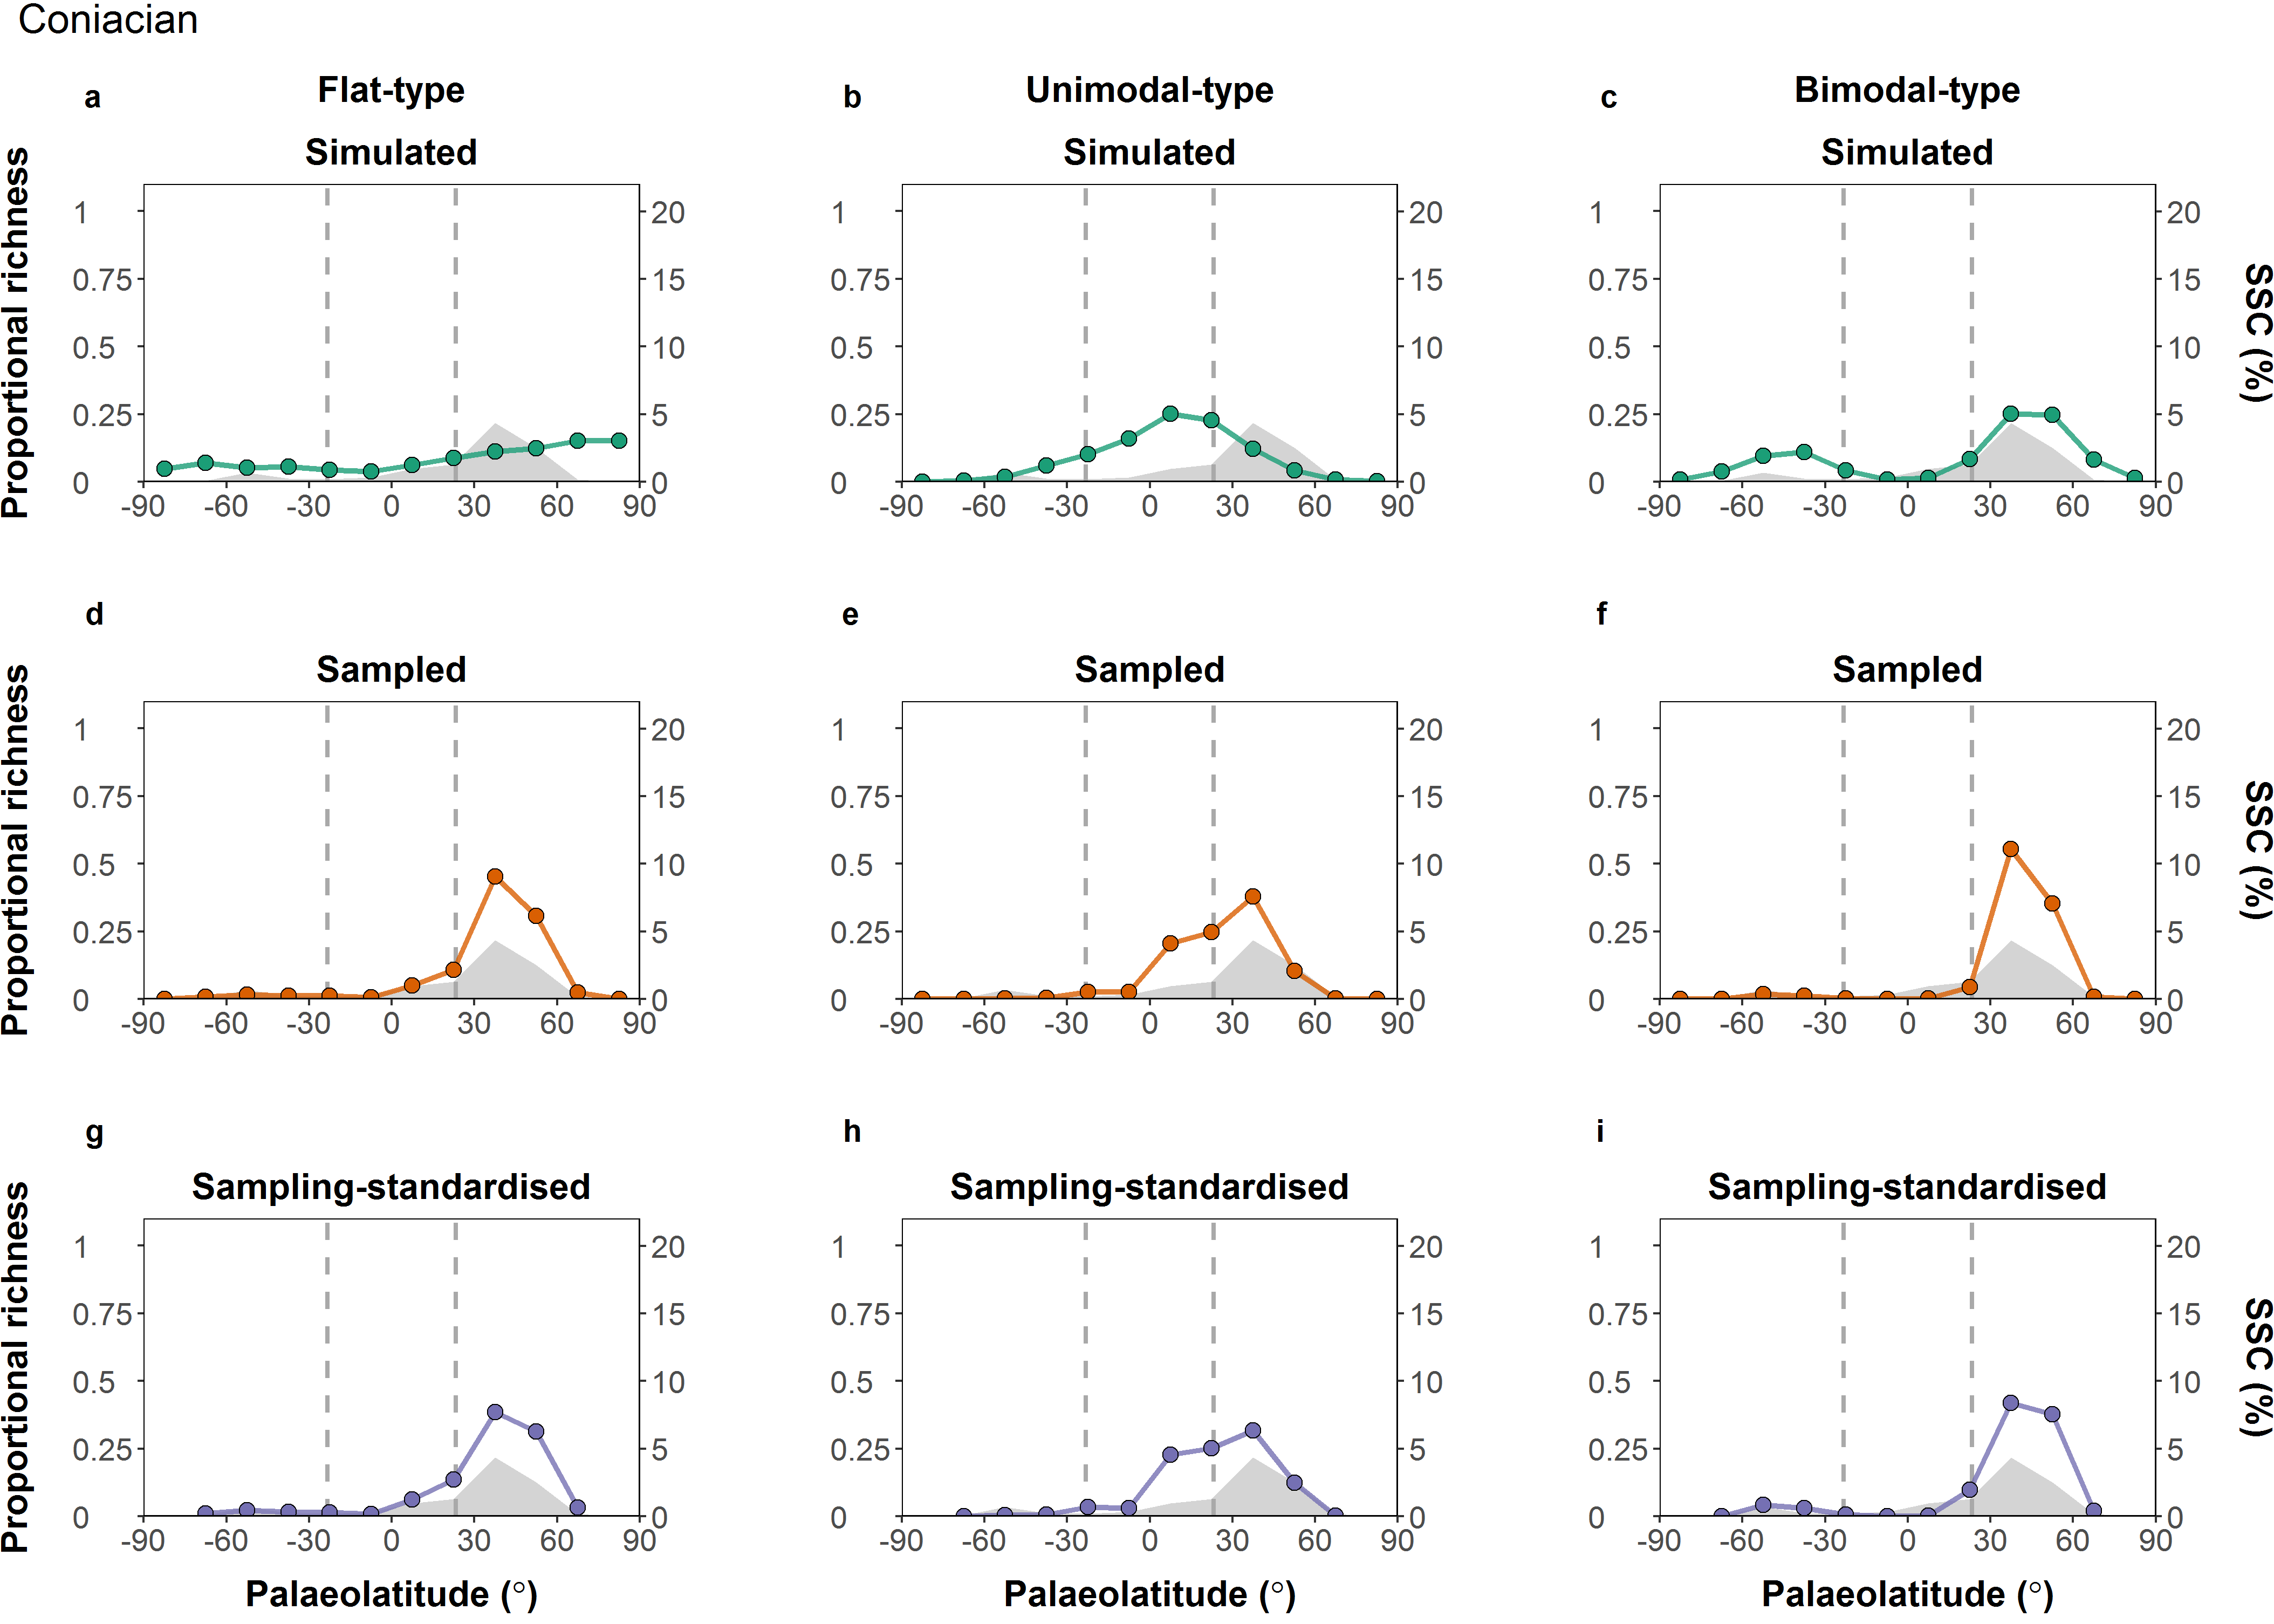 Coniacian
a Flat-type b Unimodal-type c Bimodal-type
Simulated Simulated Simulated
Proportional richness
1 20 1 20 1 20
0.75 15 0.75 15 0.75 15
0.5 10 0.5 10 0.5 10
0.25 5 0.25 5 0.25 5
0 0 0 0 0 0
SSC (%)
-90 -60 -30 0 30 60 90 -90 -60 -30 0 30 60 90 -90 -60 -30 0 30 60 90
d e f
Sampled Sampled Sampled
Proportional richness
1 20 1 20 1 20
0.75 15 0.75 15 0.75 15
0.5 10 0.5 10 0.5 10
0.25 5 0.25 5 0.25 5
0 0 0 0 0 0
SSC (%)
-90 -60 -30 0 30 60 90 -90 -60 -30 0 30 60 90 -90 -60 -30 0 30 60 90
g h i
Sampling-standardised Sampling-standardised Sampling-standardised
Proportional richness
1 20 1 20 1 20
0.75 15 0.75 15 0.75 15
0.5 10 0.5 10 0.5 10
0.25 5 0.25 5 0.25 5
0 0 0 0 0 0
SSC (%)
-90 -60 -30 0 30 60 90 -90 -60 -30 0 30 60 90 -90 -60 -30 0 30 60 90
Palaeolatitude (°) Palaeolatitude (°) Palaeolatitude (°)